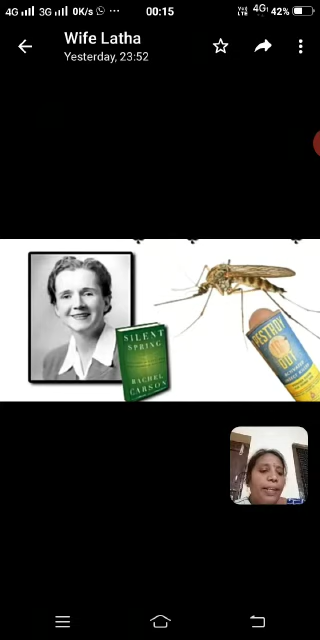 4G 3G 0K/s ... 00:15 4G 42%
Wife Latha
Yesterday, 23:52
SILENT
SPRING
RACHEL
CARSON
DDT